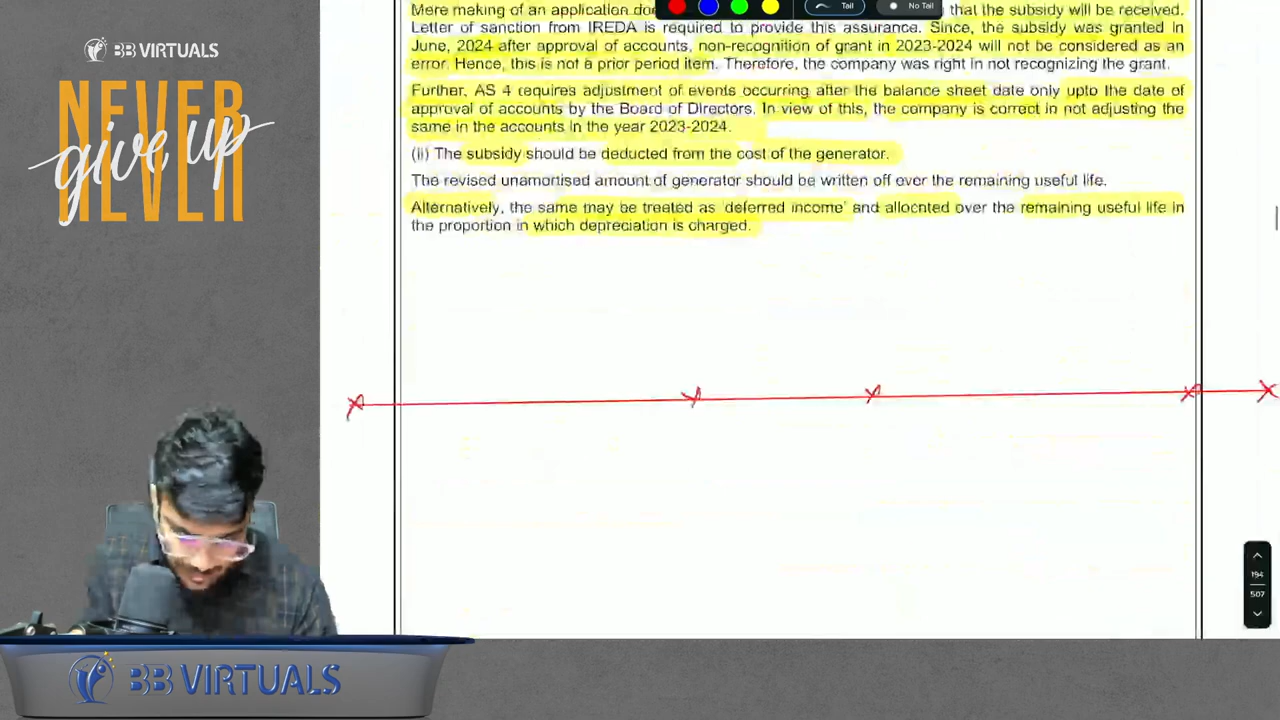 BB VIRTUALS
NEVER
give up
NEVER
Tail
No Tail
Mere making of an application that the subsidy will be received.
Letter of sanction from IREDA is required to provide this assurance. Since, the subsidy was granted in
June, 2024 after approval of accounts, non-recognition of grant in 2023-2024 will not be considered as an
error. Hence, this is not a prior period item. Therefore, the company was right in not recognizing the grant.
Further, AS 4 requires adjustment of events occurring after the balance sheet date only upto the date of
approval of accounts by the Board of Directors. In view of this, the company is correct in not adjusting the
same in the accounts in the year 2023-2024.
(ii) The subsidy should be deducted from the cost of the generator.
The revised unamortised amount of generator should be written off over the remaining useful life.
Alternatively, the same may be treated as 'deferred income' and allocated over the remaining useful life in
the proportion in which depreciation is charged.
194
507
BB VIRTUALS